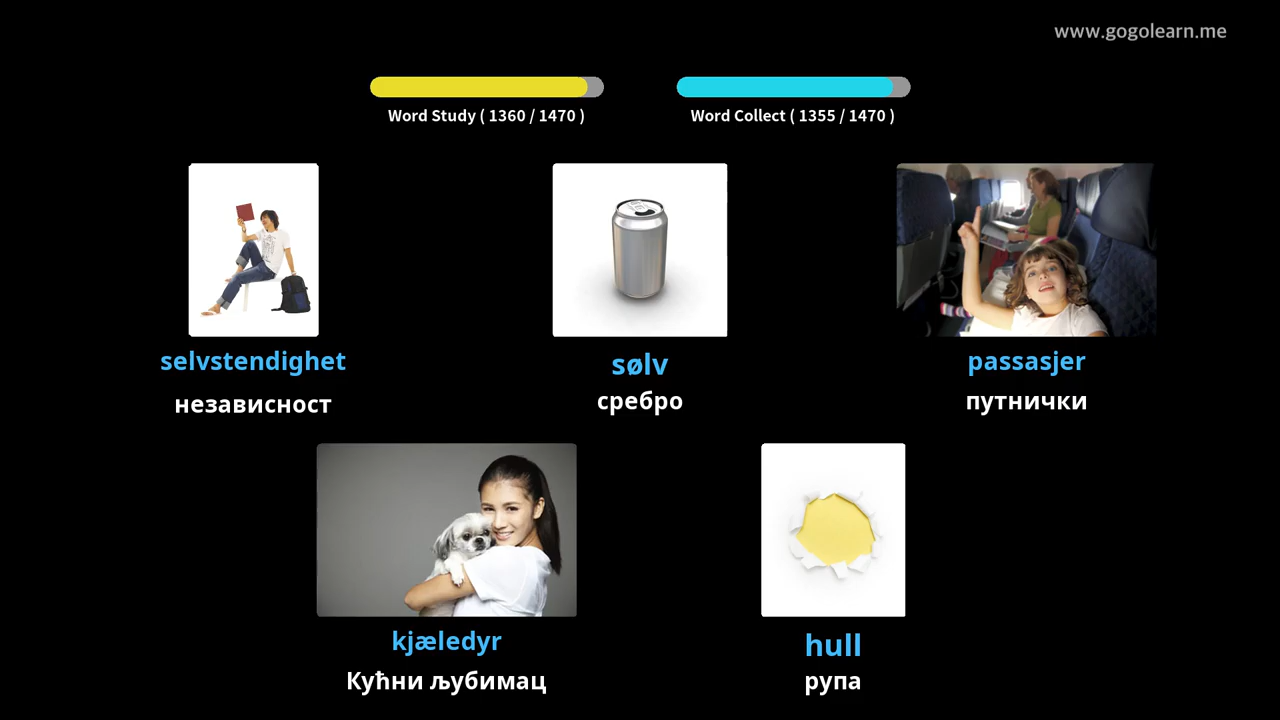 www.gogolearn.me
Word Study ( 1360 / 1470 )
Word Collect ( 1355 / 1470 )
selvstendighet
независност
sølv
сребро
passasjer
путнички
kjæledyr
Кућни љубимац
hull
рупа